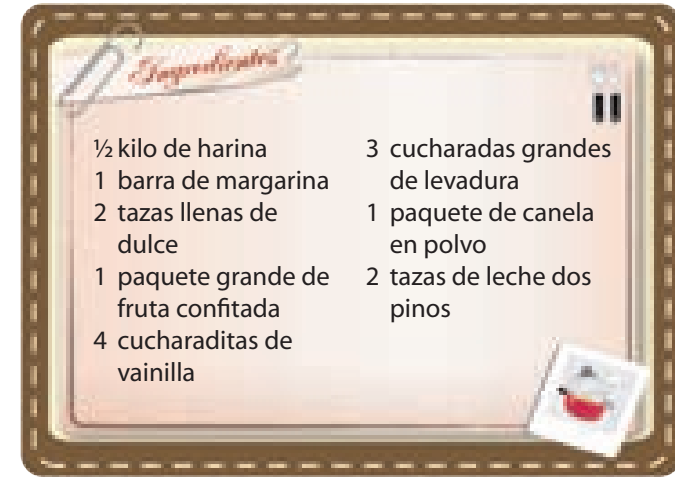 Ingredientes
½ kilo de harina
1 barra de margarina
2 tazas llenas de
dulce
1 paquete grande de
fruta confitada
4 cucharaditas de
vainilla
3 cucharadas grandes
de levadura
1 paquete de canela
en polvo
2 tazas de leche dos
pinos